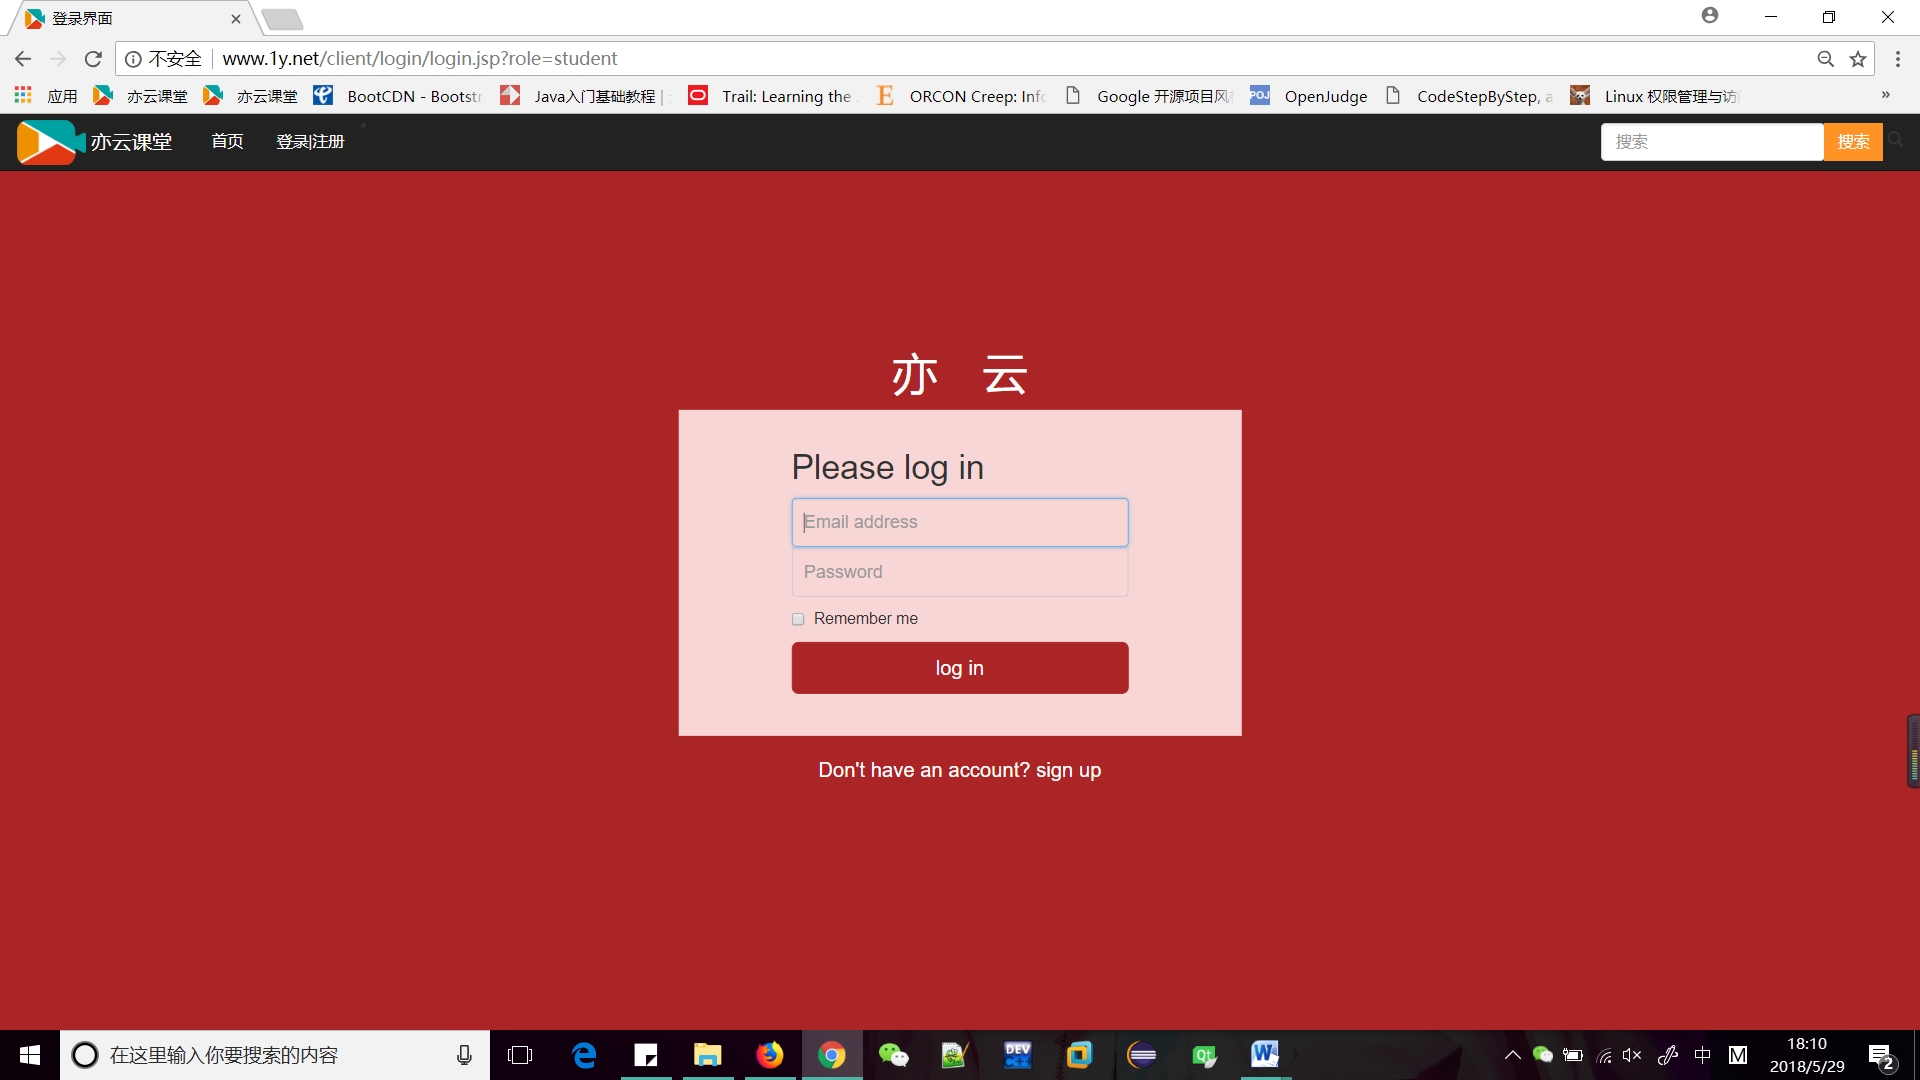 登录界面
不安全 www.1y.net/client/login/login.jsp?role=student
应用 亦云课堂 亦云课堂 BootCDN - Bootstr Java入门基础教程 | Trail: Learning the ORCON Creep: Info Google 开源项目风 POJ OpenJudge CodeStepByStep, a Linux 权限管理与访 »
亦云课堂 首页 登录|注册 搜索 搜索
亦 云
Please log in
Email address
Password
Remember me
log in
Don't have an account? sign up
在这里输入你要搜索的内容 DEV C++ Qt W 中 M 18:10
2018/5/29 2